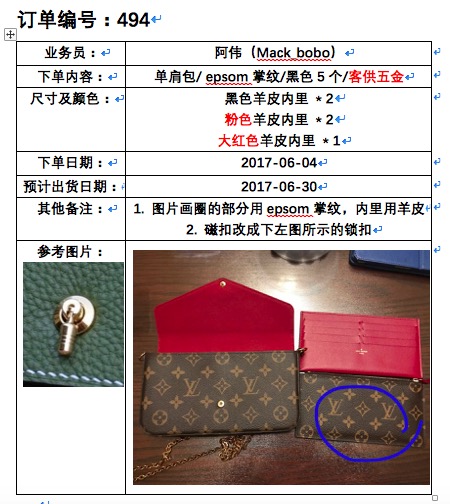 订单编号：494
业务员： 阿伟（Mack_bobo）
下单内容： 单肩包/ epsom 掌纹/黑色 5 个/客供五金
尺寸及颜色： 黑色羊皮内里 *2
粉色羊皮内里 *2
大红色羊皮内里 *1
下单日期： 2017-06-04
预计出货日期： 2017-06-30
其他备注： 1. 图片画圈的部分用 epsom 掌纹，内里用羊皮
2. 磁扣改成下左图所示的锁扣
参考图片：